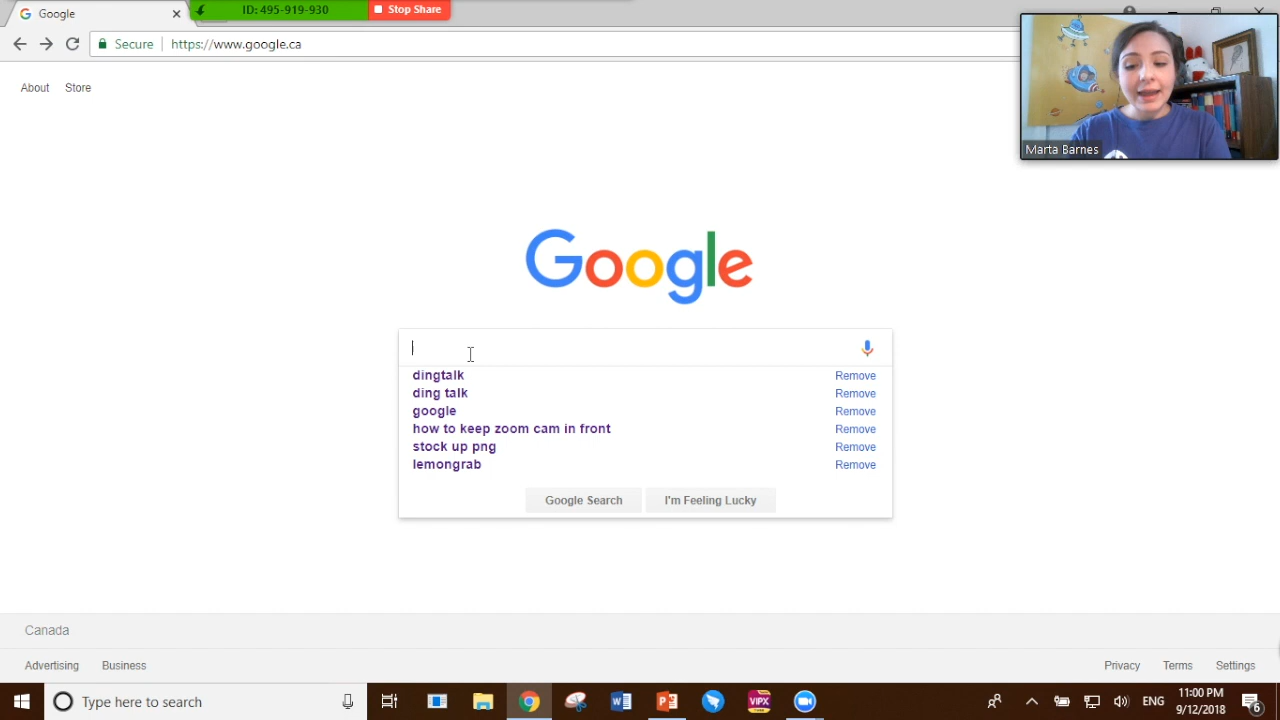 Google
ID: 495-919-930
Stop Share
Secure
https://www.google.ca
About Store
Marta Barnes
Google
dingtalk Remove
ding talk Remove
google Remove
how to keep zoom cam in front Remove
stock up png Remove
lemongrab Remove
Google Search I'm Feeling Lucky
Canada
Advertising Business Privacy Terms Settings
Type here to search
VIPX
ENG
11:00 PM
9/12/2018
6